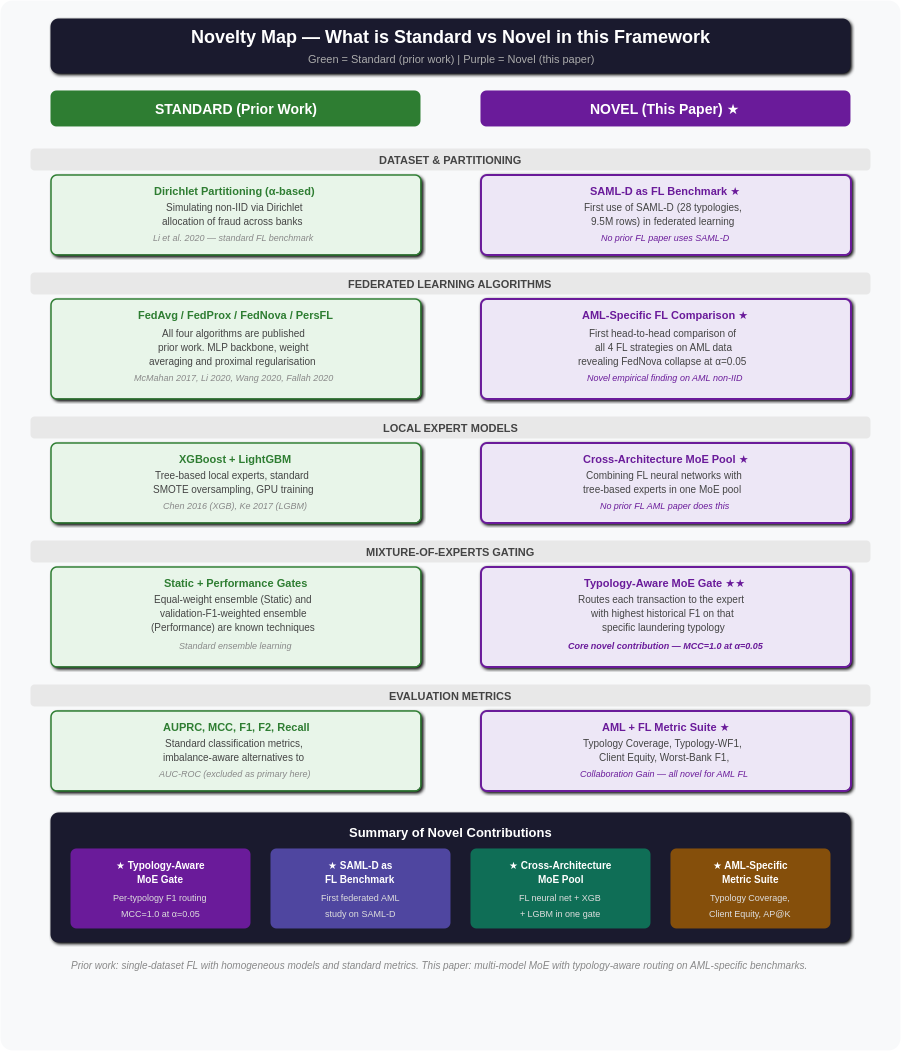 Novelty Map — What is Standard vs Novel in this Framework
Green = Standard (prior work) | Purple = Novel (this paper)
STANDARD (Prior Work)
NOVEL (This Paper) ★
DATASET & PARTITIONING
Dirichlet Partitioning (α-based)
Simulating non-IID via Dirichlet
allocation of fraud across banks
Li et al. 2020 — standard FL benchmark
SAML-D as FL Benchmark ★
First use of SAML-D (28 typologies,
9.5M rows) in federated learning
No prior FL paper uses SAML-D
FEDERATED LEARNING ALGORITHMS
FedAvg / FedProx / FedNova / PersFL
All four algorithms are published
prior work. MLP backbone, weight
averaging and proximal regularisation
McMahan 2017, Li 2020, Wang 2020, Fallah 2020
AML-Specific FL Comparison ★
First head-to-head comparison of
all 4 FL strategies on AML data
revealing FedNova collapse at α=0.05
Novel empirical finding on AML non-IID
LOCAL EXPERT MODELS
XGBoost + LightGBM
Tree-based local experts, standard
SMOTE oversampling, GPU training
Chen 2016 (XGB), Ke 2017 (LGBM)
Cross-Architecture MoE Pool ★
Combining FL neural networks with
tree-based experts in one MoE pool
No prior FL AML paper does this
MIXTURE-OF-EXPERTS GATING
Static + Performance Gates
Equal-weight ensemble (Static) and
validation-F1-weighted ensemble
(Performance) are known techniques
Standard ensemble learning
Typology-Aware MoE Gate ★★
Routes each transaction to the expert
with highest historical F1 on that
specific laundering typology
Core novel contribution — MCC=1.0 at α=0.05
EVALUATION METRICS
AUPRC, MCC, F1, F2, Recall
Standard classification metrics,
imbalance-aware alternatives to
AUC-ROC (excluded as primary here)
AML + FL Metric Suite ★
Typology Coverage, Typology-WF1,
Client Equity, Worst-Bank F1,
Collaboration Gain — all novel for AML FL
Summary of Novel Contributions
★ Typology-Aware
MoE Gate
Per-typology F1 routing
MCC=1.0 at α=0.05
★ SAML-D as
FL Benchmark
First federated AML
study on SAML-D
★ Cross-Architecture
MoE Pool
FL neural net + XGB
+ LGBM in one gate
★ AML-Specific
Metric Suite
Typology Coverage,
Client Equity, AP@K
Prior work: single-dataset FL with homogeneous models and standard metrics. This paper: multi-model MoE with typology-aware routing on AML-specific benchmarks.